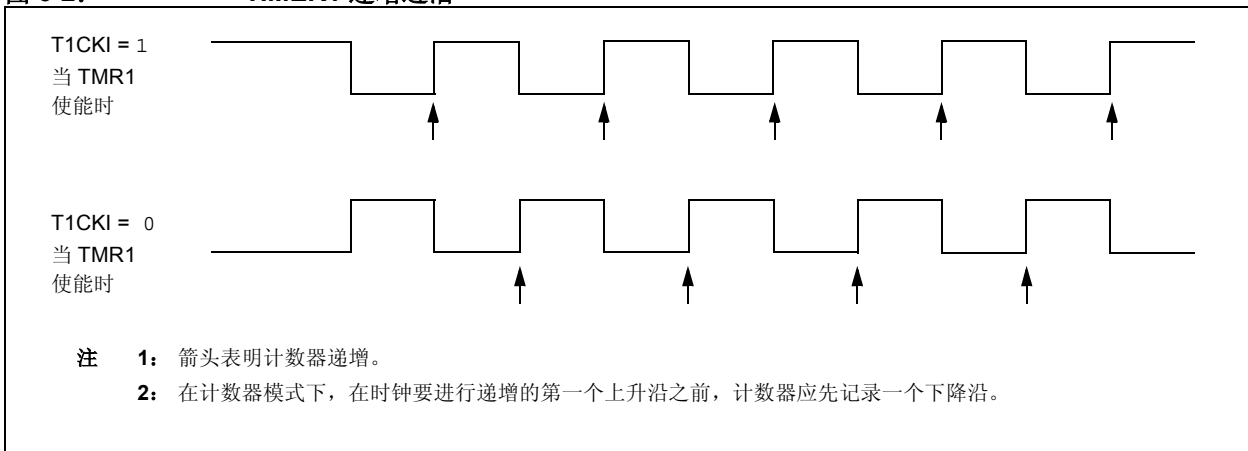 T1CKI = 1
当 TMR1
使能时
T1CKI = 0
当 TMR1
使能时
注 1: 箭头表明计数器递增。
2: 在计数器模式下,在时钟要进行递增的第一个上升沿之前,计数器应先记录一个下降沿。